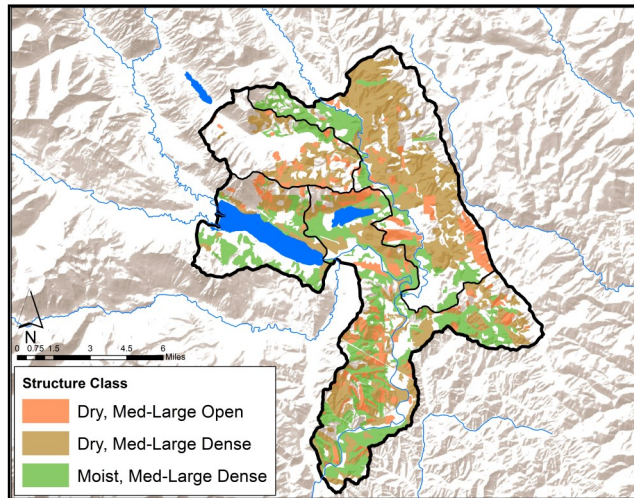 N
0 0.75 1.5 3 4.5 6
Miles
Structure Class
Dry, Med-Large Open
Dry, Med-Large Dense
Moist, Med-Large Dense